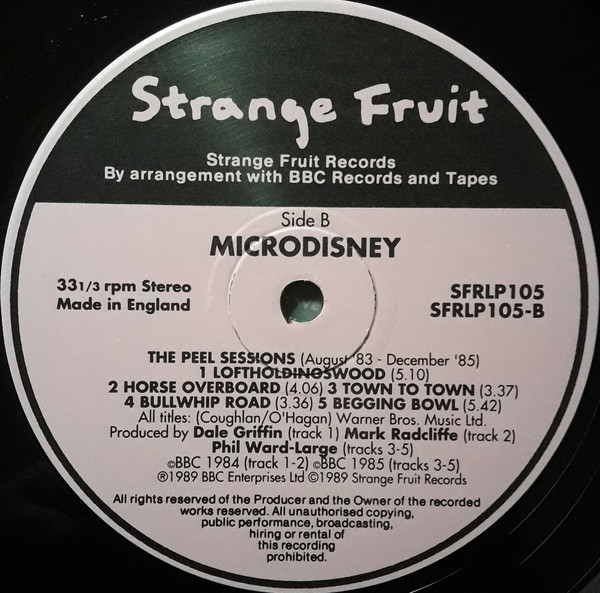 Strange Fruit
Strange Fruit Records
By arrangement with BBC Records and Tapes
Side B
MICRODISNEY
33 1/3 rpm Stereo
Made in England
SFRLP105
SFRLP105-B
THE PEEL SESSIONS (August '83 - December '85)
1 LOFTHOLDINGSWOOD (5.10)
2 HORSE OVERBOARD (4.06) 3 TOWN TO TOWN (3.37)
4 BULLWHIP ROAD (3.36) 5 BEGGING BOWL (5.42)
All titles: (Coughlan/O'Hagan) Warner Bros. Music Ltd.
Produced by Dale Griffin (track 1) Mark Radcliffe (track 2)
Phil Ward-Large (tracks 3-5)
©BBC 1984 (track 1-2) ©BBC 1985 (tracks 3-5)
℗1989 BBC Enterprises Ltd ©1989 Strange Fruit Records
All rights reserved of the Producer and the Owner of the recorded
works reserved. All unauthorised copying,
public performance, broadcasting,
hiring or rental of
this recording
prohibited.